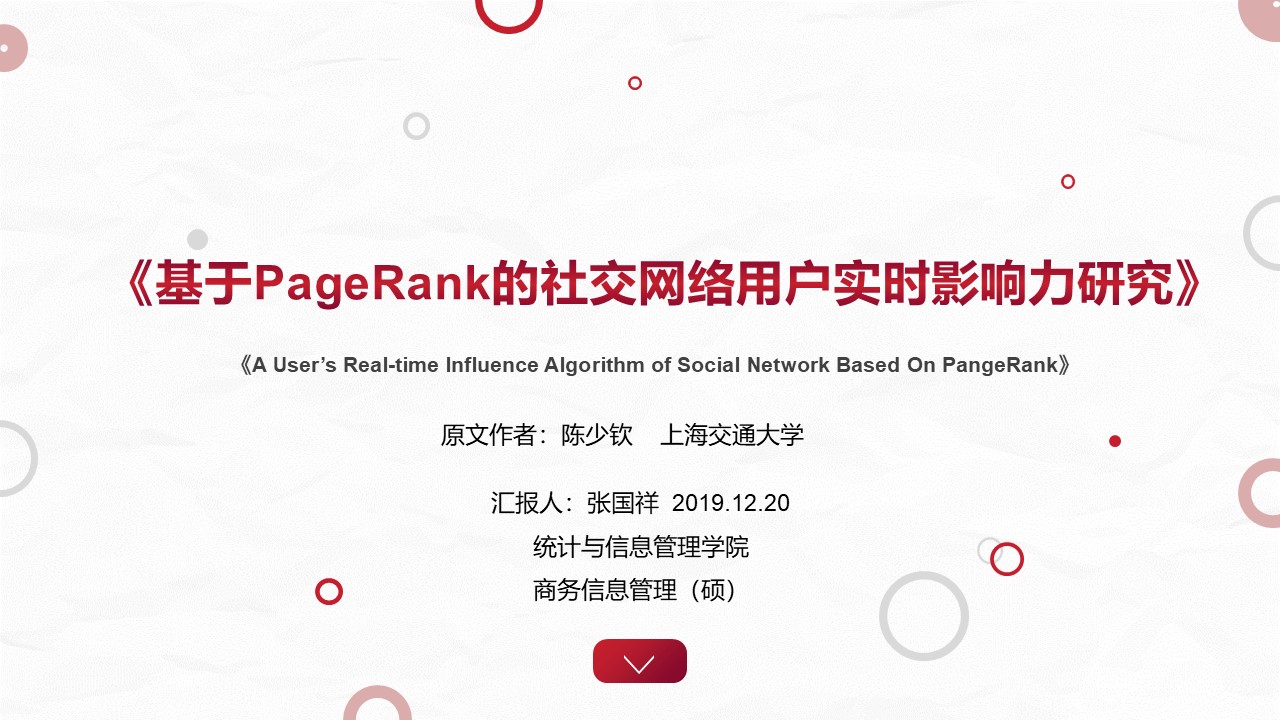 《基于PageRank的社交网络用户实时影响力研究》
《A User’s Real-time Influence Algorithm of Social Network Based On PangeRank》
原文作者：陈少钦 上海交通大学
汇报人：张国祥 2019.12.20
统计与信息管理学院
商务信息管理（硕）